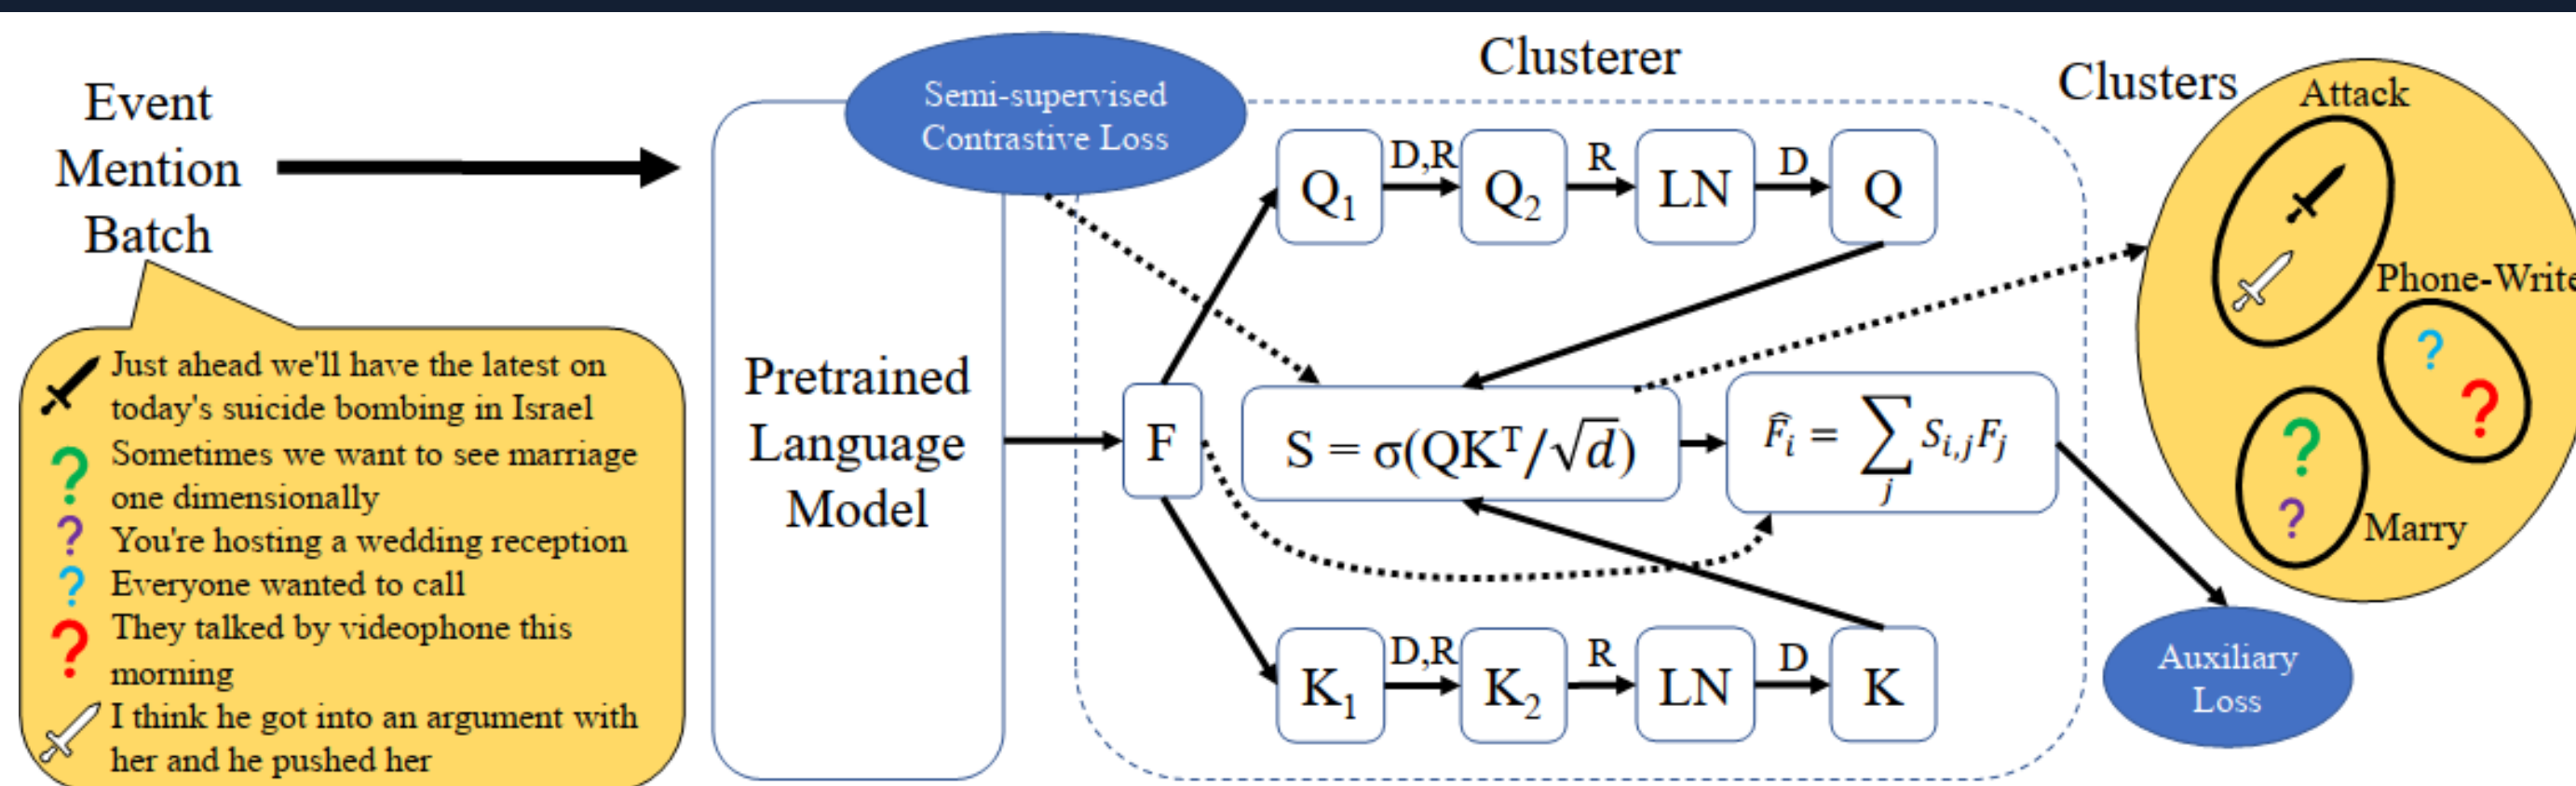 Event
Mention
Batch
Just ahead we'll have the latest on
today's suicide bombing in Israel
Sometimes we want to see marriage
one dimensionally
You're hosting a wedding reception
Everyone wanted to call
They talked by videophone this
morning
I think he got into an argument with
her and he pushed her
Pretrained
Language
Model
Semi-supervised
Contrastive Loss
Clusterer
Q₁ D,R Q₂ R LN D Q
F
S = σ(QKᵀ/√d)
F̂ᵢ = ∑ⱼ Sᵢ,ⱼFⱼ
K₁ D,R K₂ R LN D K
Clusters
Attack
Phone-Write
Marry
Auxiliary
Loss